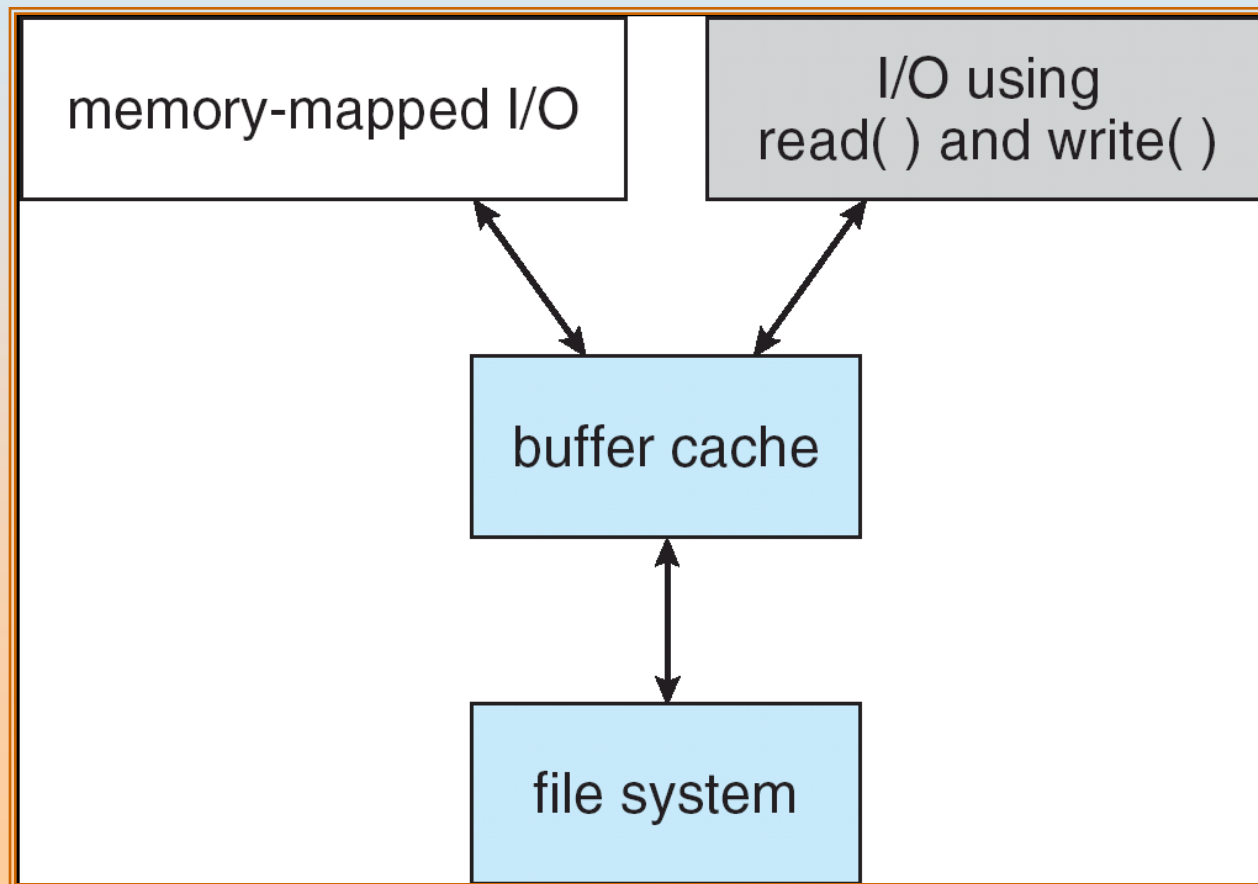 memory-mapped I/O
I/O using
read( ) and write( )
buffer cache
file system